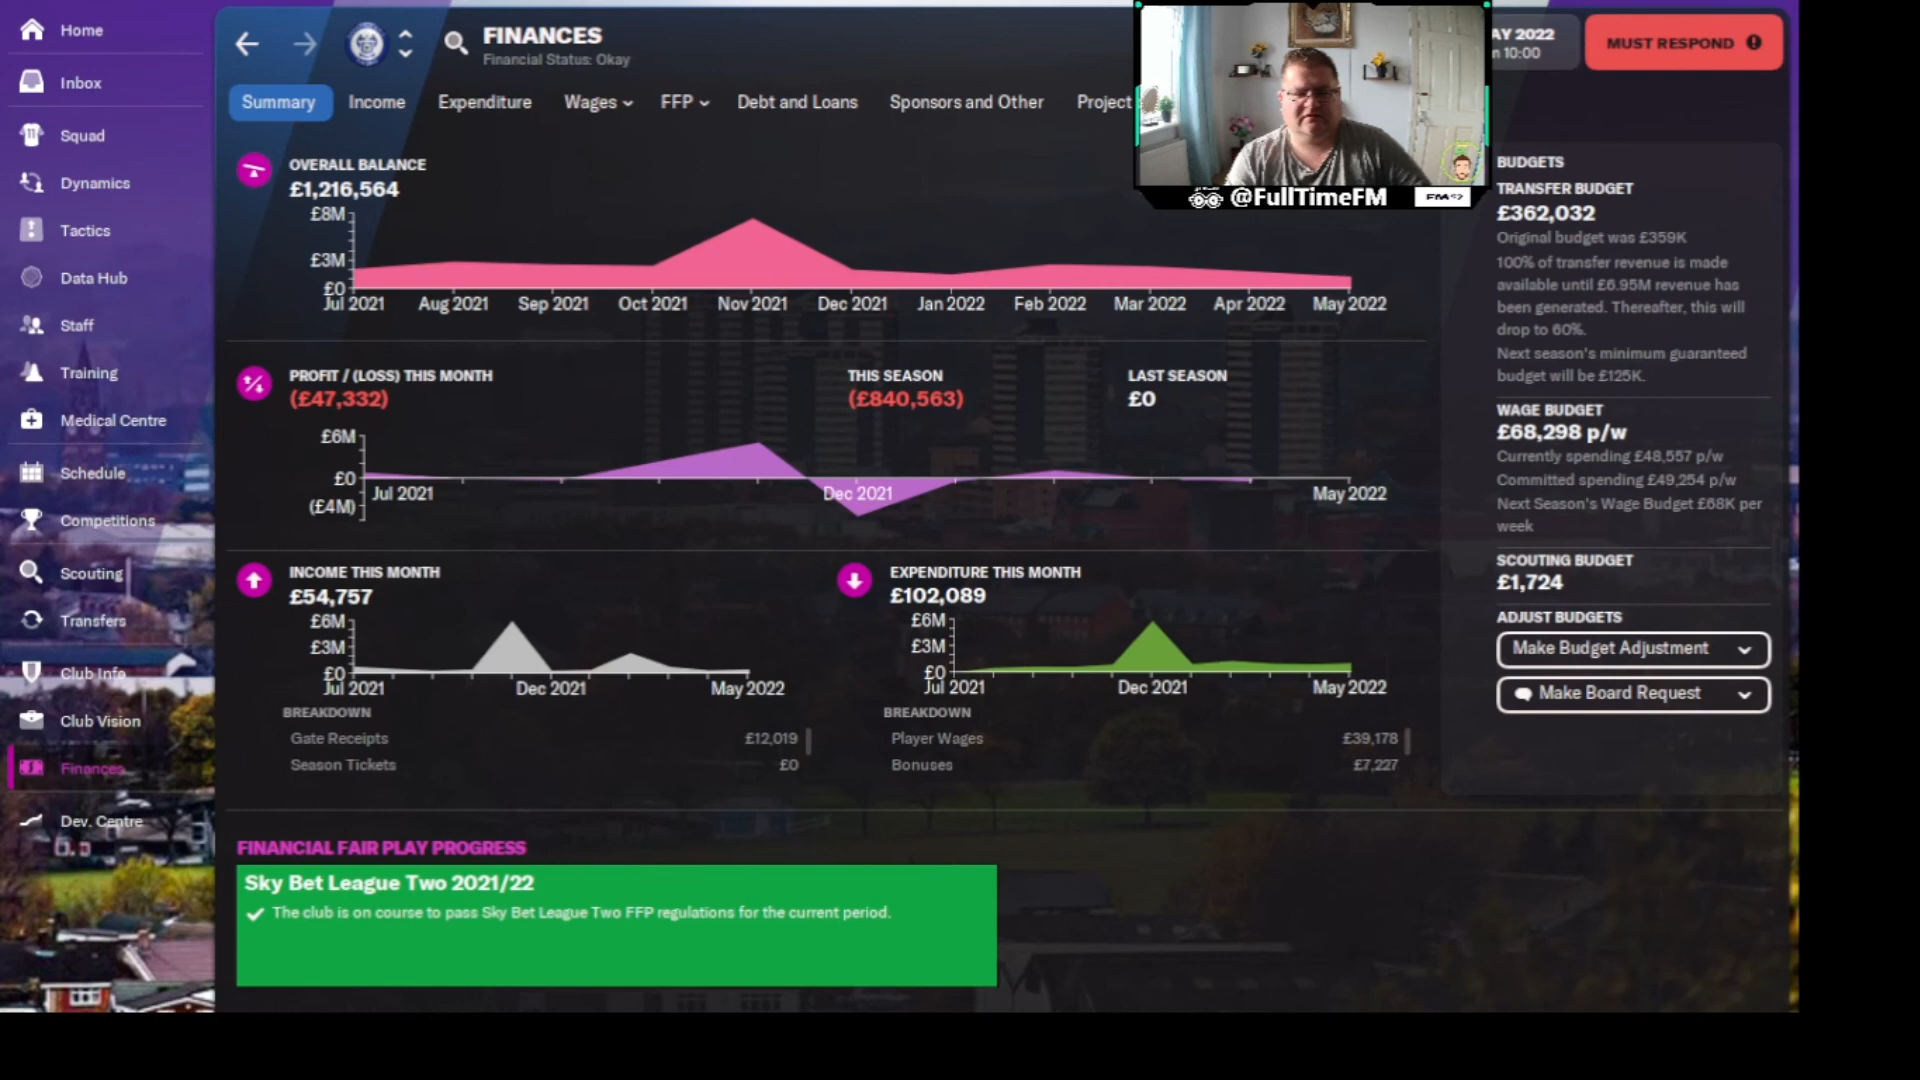 Home
Inbox
Squad
Dynamics
Tactics
Data Hub
Staff
Training
Medical Centre
Schedule
Competitions
Scouting
Transfers
Club Info
Club Vision
Finances
Dev. Centre
FINANCES
Financial Status: Okay
AY 2022
10:00
MUST RESPOND
Summary
Income
Expenditure
Wages
FFP
Debt and Loans
Sponsors and Other
Project
@FullTimeFM
OVERALL BALANCE
£1,216,564
£8M
£3M
£0
Jul 2021
Aug 2021
Sep 2021
Oct 2021
Nov 2021
Dec 2021
Jan 2022
Feb 2022
Mar 2022
Apr 2022
May 2022
PROFIT / (LOSS) THIS MONTH
(£47,332)
THIS SEASON
(£840,563)
LAST SEASON
£0
£6M
£0
(£4M)
Jul 2021
Dec 2021
May 2022
INCOME THIS MONTH
£54,757
£6M
£3M
£0
Jul 2021
Dec 2021
May 2022
BREAKDOWN
Gate Receipts £12,019
Season Tickets £0
EXPENDITURE THIS MONTH
£102,089
£6M
£3M
£0
Jul 2021
Dec 2021
May 2022
BREAKDOWN
Player Wages £39,178
Bonuses £7,227
FINANCIAL FAIR PLAY PROGRESS
Sky Bet League Two 2021/22
The club is on course to pass Sky Bet League Two FFP regulations for the current period.
BUDGETS
TRANSFER BUDGET
£362,032
Original budget was £359K
100% of transfer revenue is made
available until £6.95M revenue has
been generated. Thereafter, this will
drop to 60%.
Next season's minimum guaranteed
budget will be £125K.
WAGE BUDGET
£68,298 p/w
Currently spending £48,557 p/w
Committed spending £49,254 p/w
Next Season's Wage Budget £68K per
week
SCOUTING BUDGET
£1,724
ADJUST BUDGETS
Make Budget Adjustment
Make Board Request